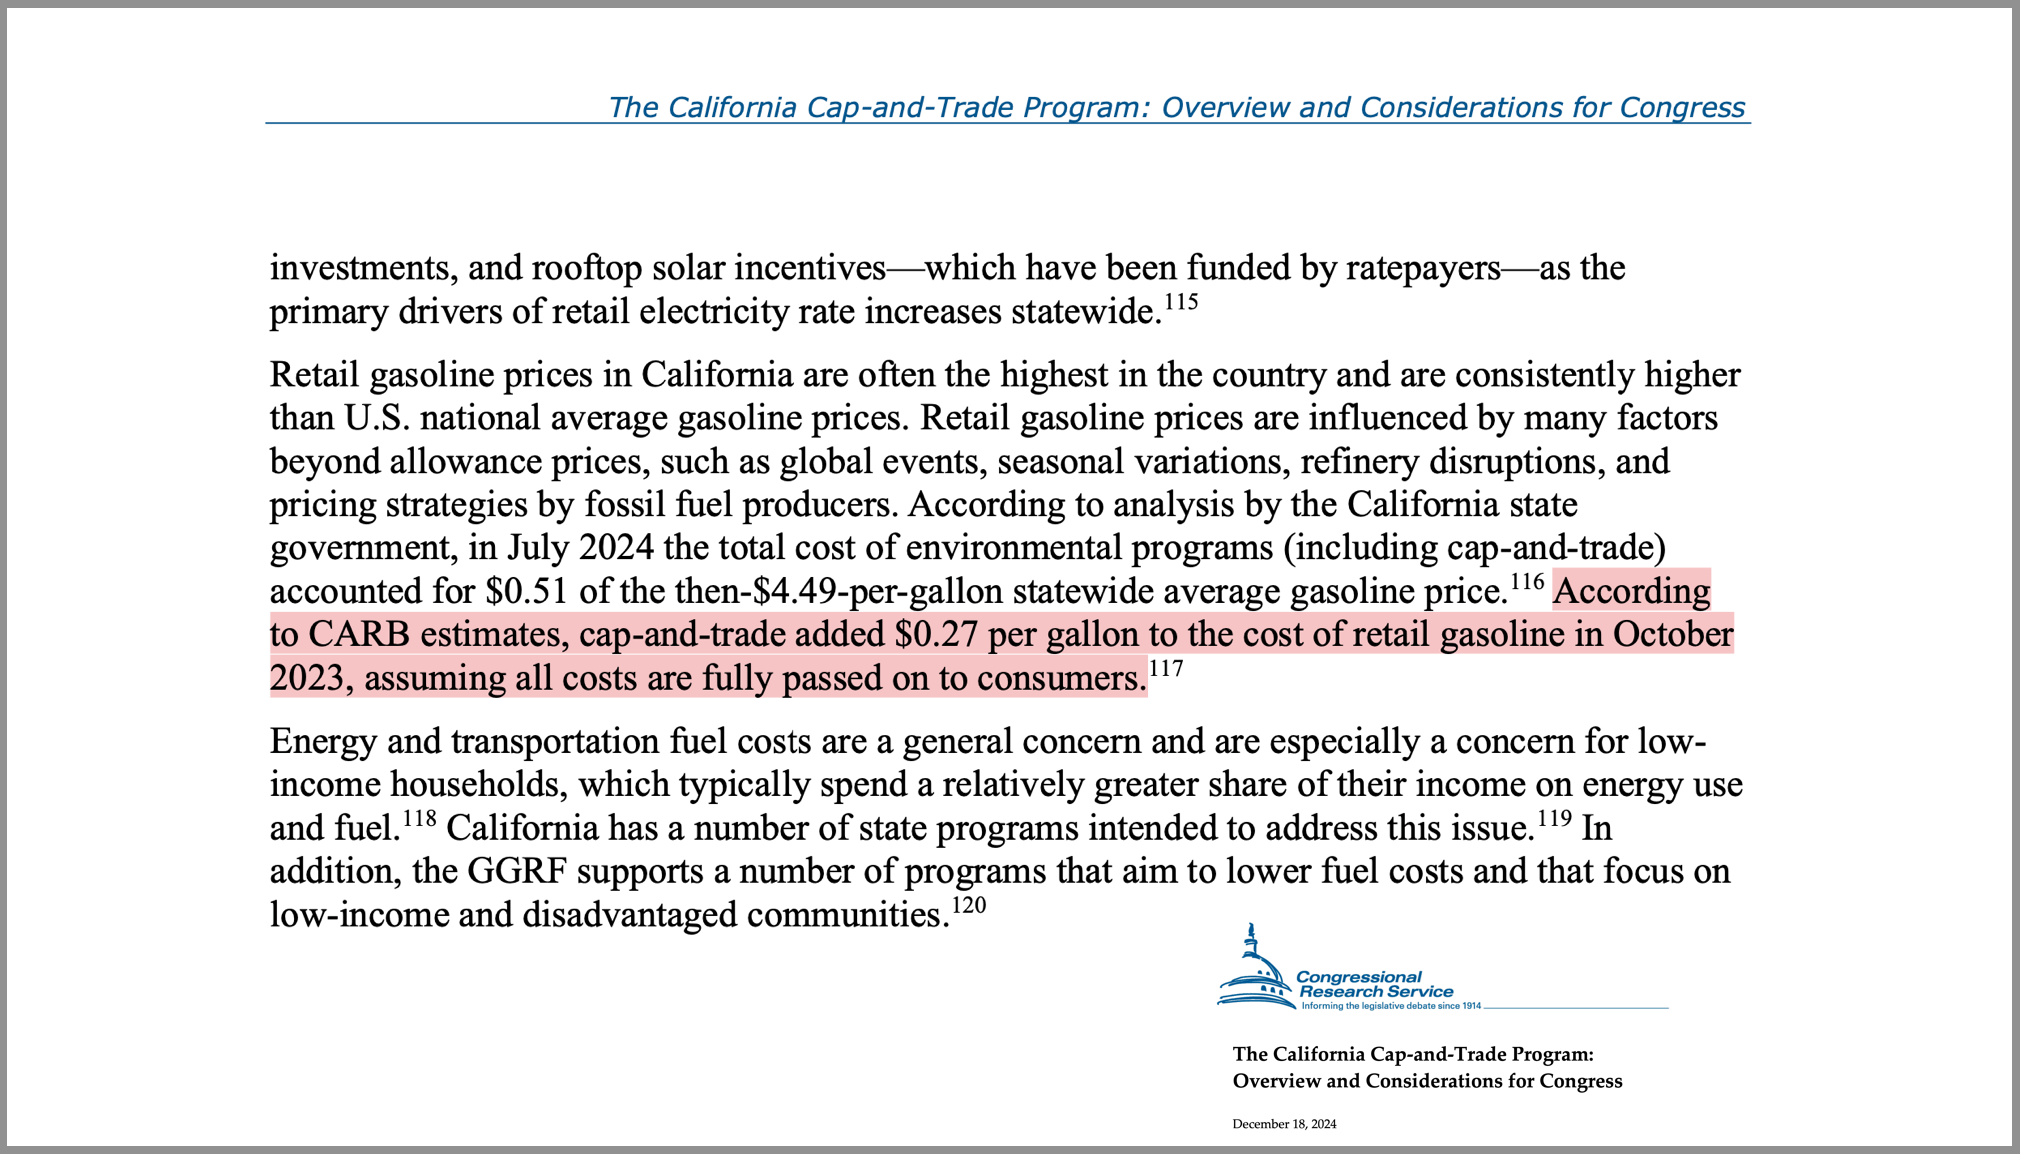 The California Cap-and-Trade Program: Overview and Considerations for Congress
investments, and rooftop solar incentives—which have been funded by ratepayers—as the
primary drivers of retail electricity rate increases statewide.115
Retail gasoline prices in California are often the highest in the country and are consistently higher
than U.S. national average gasoline prices. Retail gasoline prices are influenced by many factors
beyond allowance prices, such as global events, seasonal variations, refinery disruptions, and
pricing strategies by fossil fuel producers. According to analysis by the California state
government, in July 2024 the total cost of environmental programs (including cap-and-trade)
accounted for $0.51 of the then-$4.49-per-gallon statewide average gasoline price.116 According
to CARB estimates, cap-and-trade added $0.27 per gallon to the cost of retail gasoline in October
2023, assuming all costs are fully passed on to consumers.117
Energy and transportation fuel costs are a general concern and are especially a concern for low-
income households, which typically spend a relatively greater share of their income on energy use
and fuel.118 California has a number of state programs intended to address this issue.119 In
addition, the GGRF supports a number of programs that aim to lower fuel costs and that focus on
low-income and disadvantaged communities.120
Congressional
Research Service
Informing the legislative debate since 1914
The California Cap-and-Trade Program:
Overview and Considerations for Congress
December 18, 2024